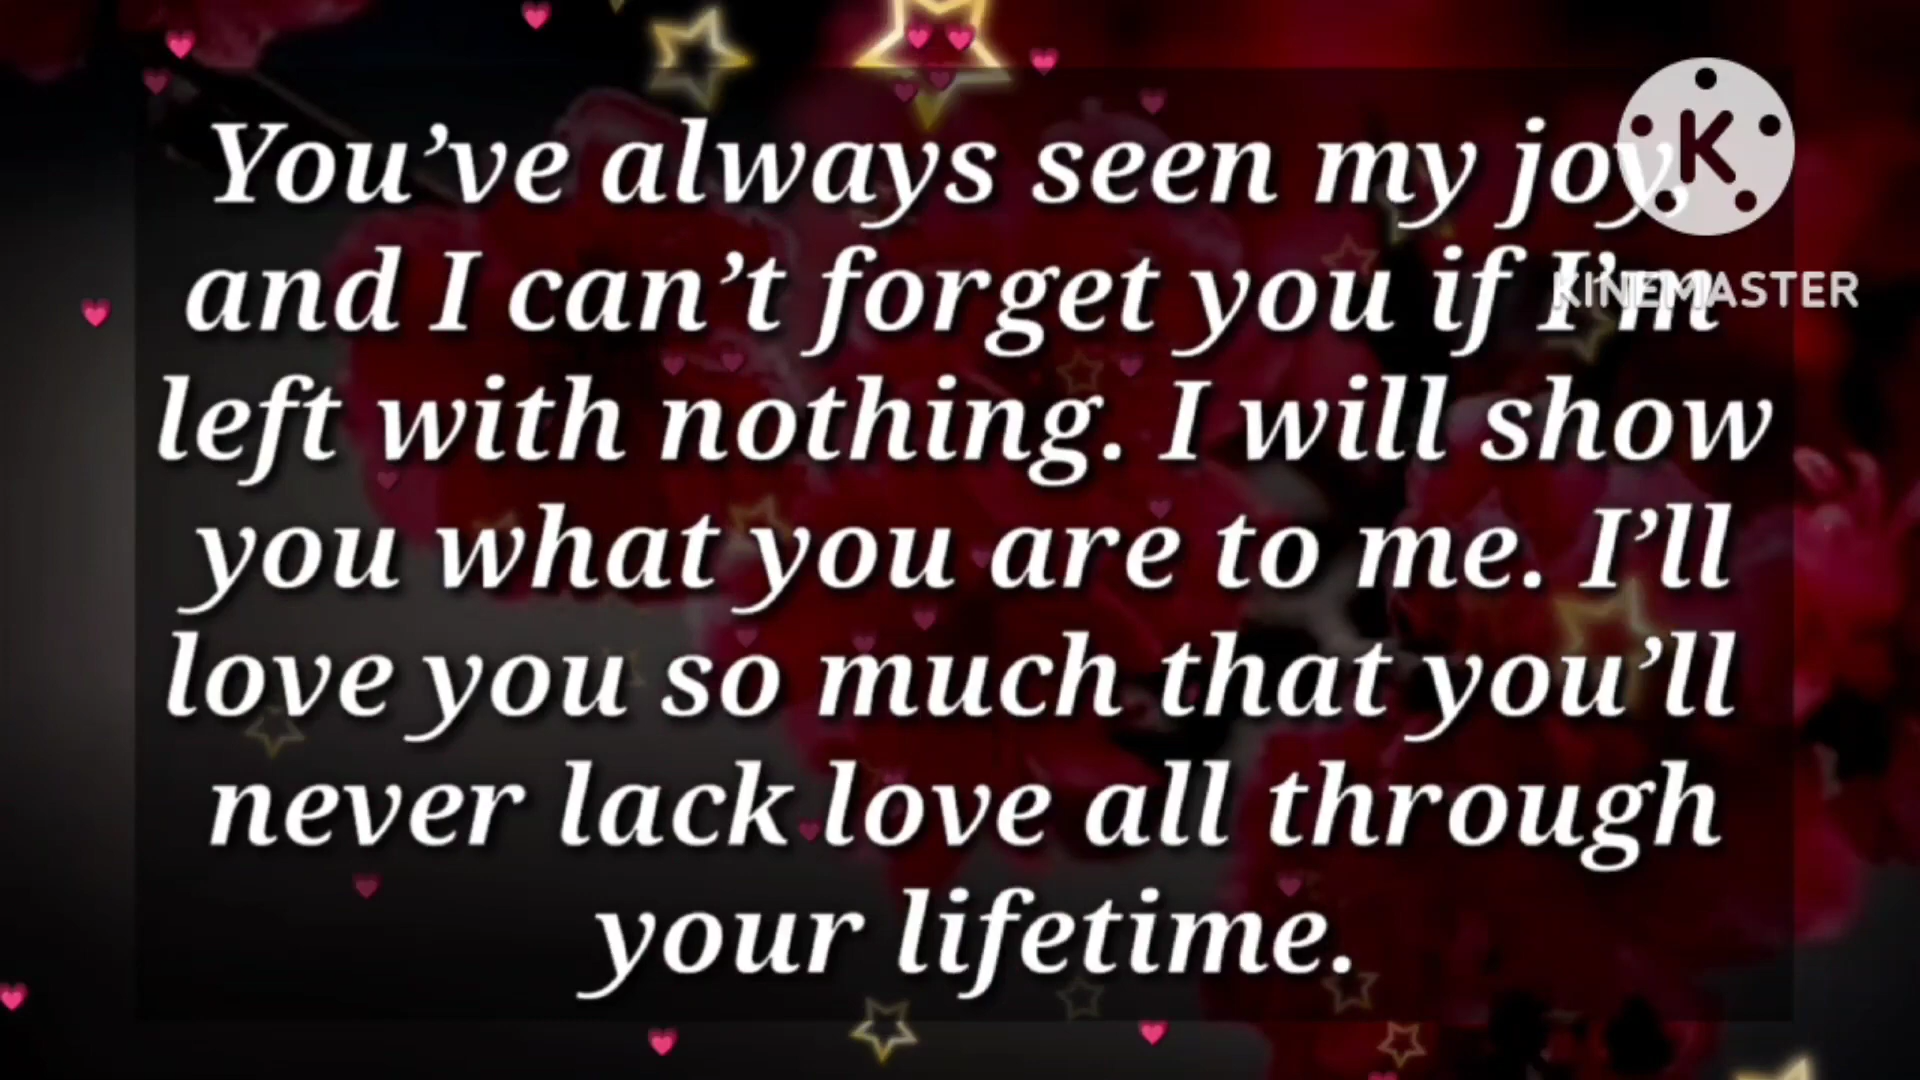 You’ve always seen my joy,
and I can’t forget you if I’m
left with nothing. I will show
you what you are to me. I’ll
love you so much that you’ll
never lack love all through
your lifetime.
K
KINEMASTER